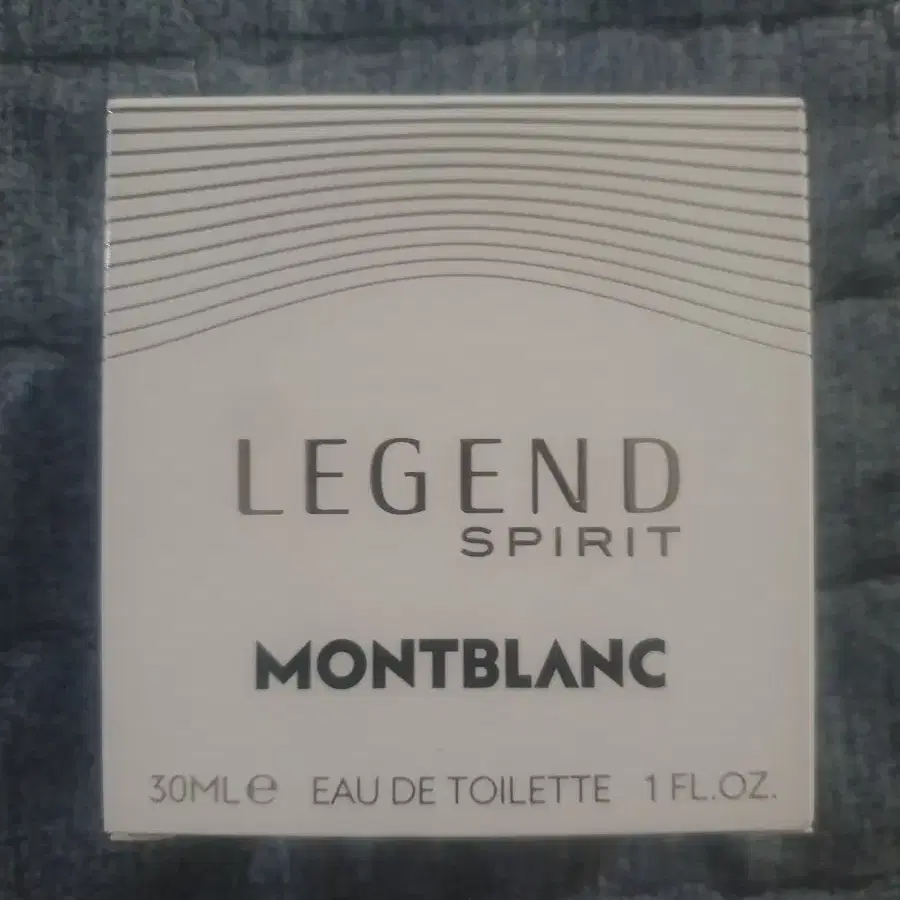 LEGEND
SPIRIT
MONTBLANC
30ML℮ EAU DE TOILETTE 1 FL.OZ.